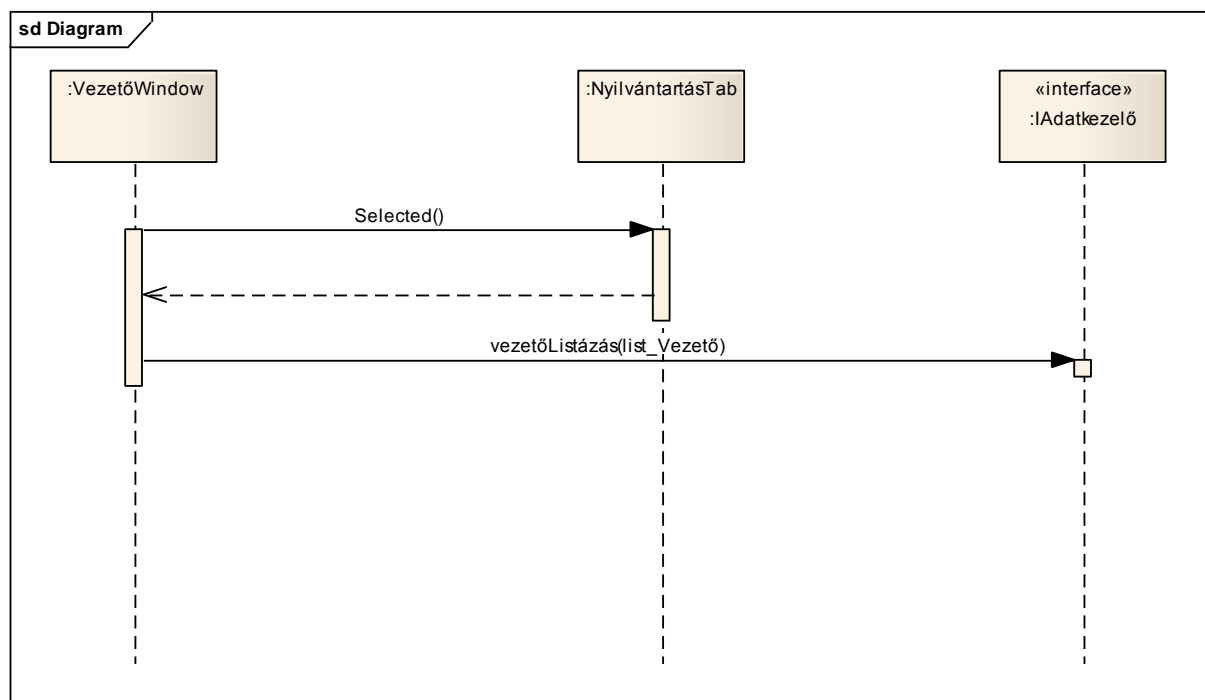 sd Diagram
:VezetőWindow
:NyilvántartásTab
«interface»
:IAdatkezelő
Selected()
vezetőListázás(list_Vezető)